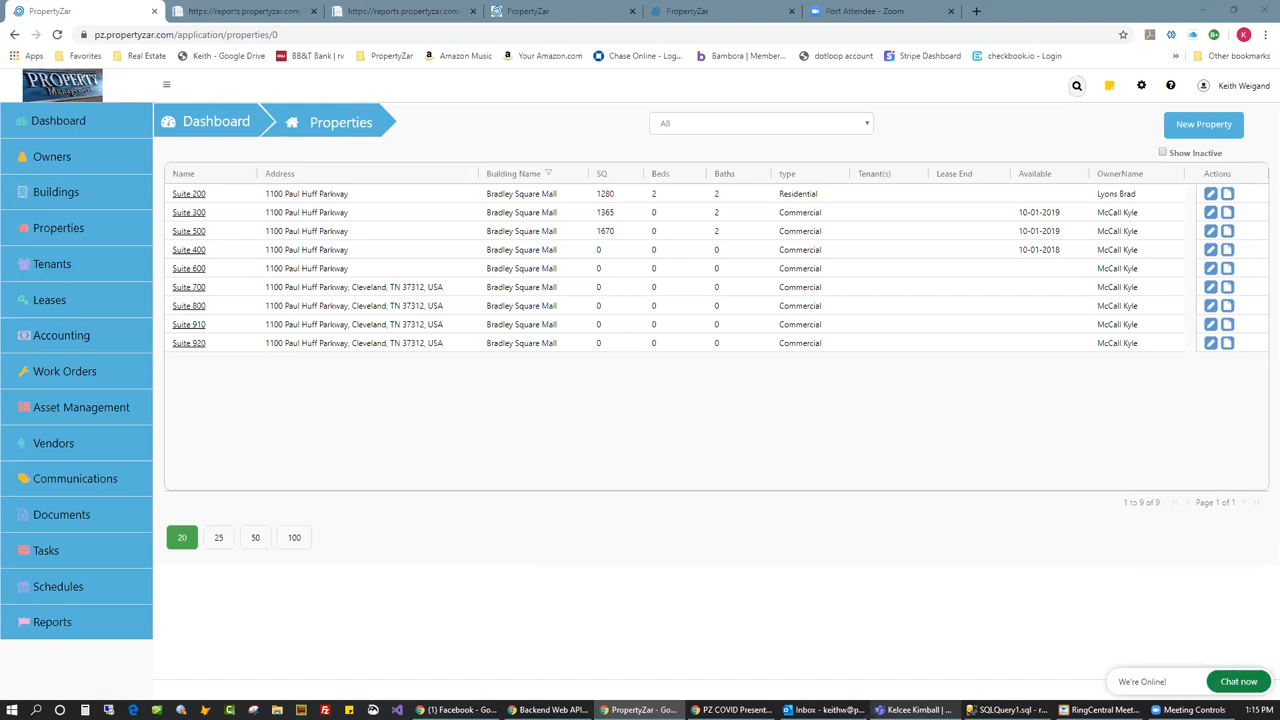 PropertyZar
https://reports.propertyzar.com
https://reports.propertyzar.com
PropertyZar
PropertyZar
Post Attendee - Zoom
pz.propertyzar.com/application/properties/0
Apps Favorites Real Estate Keith - Google Drive BB&T Bank | rv PropertyZar Amazon Music Your Amazon.com Chase Online - Log... Bambora | Member... dotloop account Stripe Dashboard checkbook.io - Login » Other bookmarks
PROPERTY
Management
Keith Weigand
Dashboard
Owners
Buildings
Properties
Tenants
Leases
Accounting
Work Orders
Asset Management
Vendors
Communications
Documents
Tasks
Schedules
Reports
Dashboard Properties All New Property
Show Inactive
Name Address Building Name SQ Beds Baths type Tenant(s) Lease End Available OwnerName Actions
Suite 200 1100 Paul Huff Parkway Bradley Square Mall 1280 2 2 Residential Lyons Brad
Suite 300 1100 Paul Huff Parkway Bradley Square Mall 1365 0 2 Commercial 10-01-2019 McCall Kyle
Suite 500 1100 Paul Huff Parkway Bradley Square Mall 1670 0 2 Commercial 10-01-2019 McCall Kyle
Suite 400 1100 Paul Huff Parkway Bradley Square Mall 0 0 0 Commercial 10-01-2018 McCall Kyle
Suite 600 1100 Paul Huff Parkway Bradley Square Mall 0 0 0 Commercial McCall Kyle
Suite 700 1100 Paul Huff Parkway, Cleveland, TN 37312, USA Bradley Square Mall 0 0 0 Commercial McCall Kyle
Suite 800 1100 Paul Huff Parkway, Cleveland, TN 37312, USA Bradley Square Mall 0 0 0 Commercial McCall Kyle
Suite 910 1100 Paul Huff Parkway, Cleveland, TN 37312, USA Bradley Square Mall 0 0 0 Commercial McCall Kyle
Suite 920 1100 Paul Huff Parkway, Cleveland, TN 37312, USA Bradley Square Mall 0 0 0 Commercial McCall Kyle
1 to 9 of 9 Page 1 of 1
20 25 50 100
We're Online! Chat now
(1) Facebook - Go... Backend Web API... PropertyZar - Go... PZ COVID Present... Inbox - keithw@p... Kelcee Kimball | ... SQLQuery1.sql - r... RingCentral Meet... Meeting Controls 1:15 PM